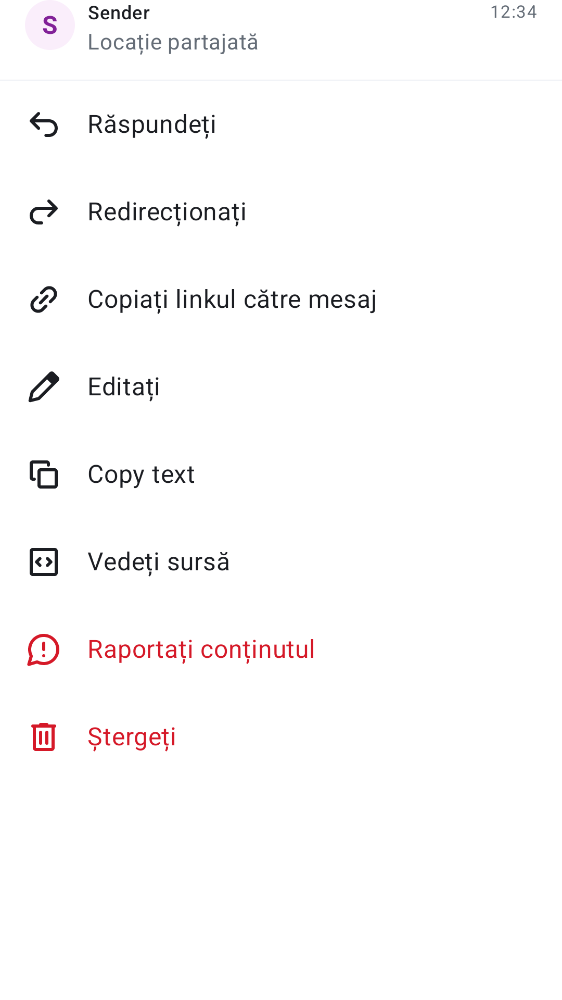 S
Sender
12:34
Locație partajată
Răspundeți
Redirecționați
Copiați linkul către mesaj
Editați
Copy text
Vedeți sursă
Raportați conținutul
Ștergeți